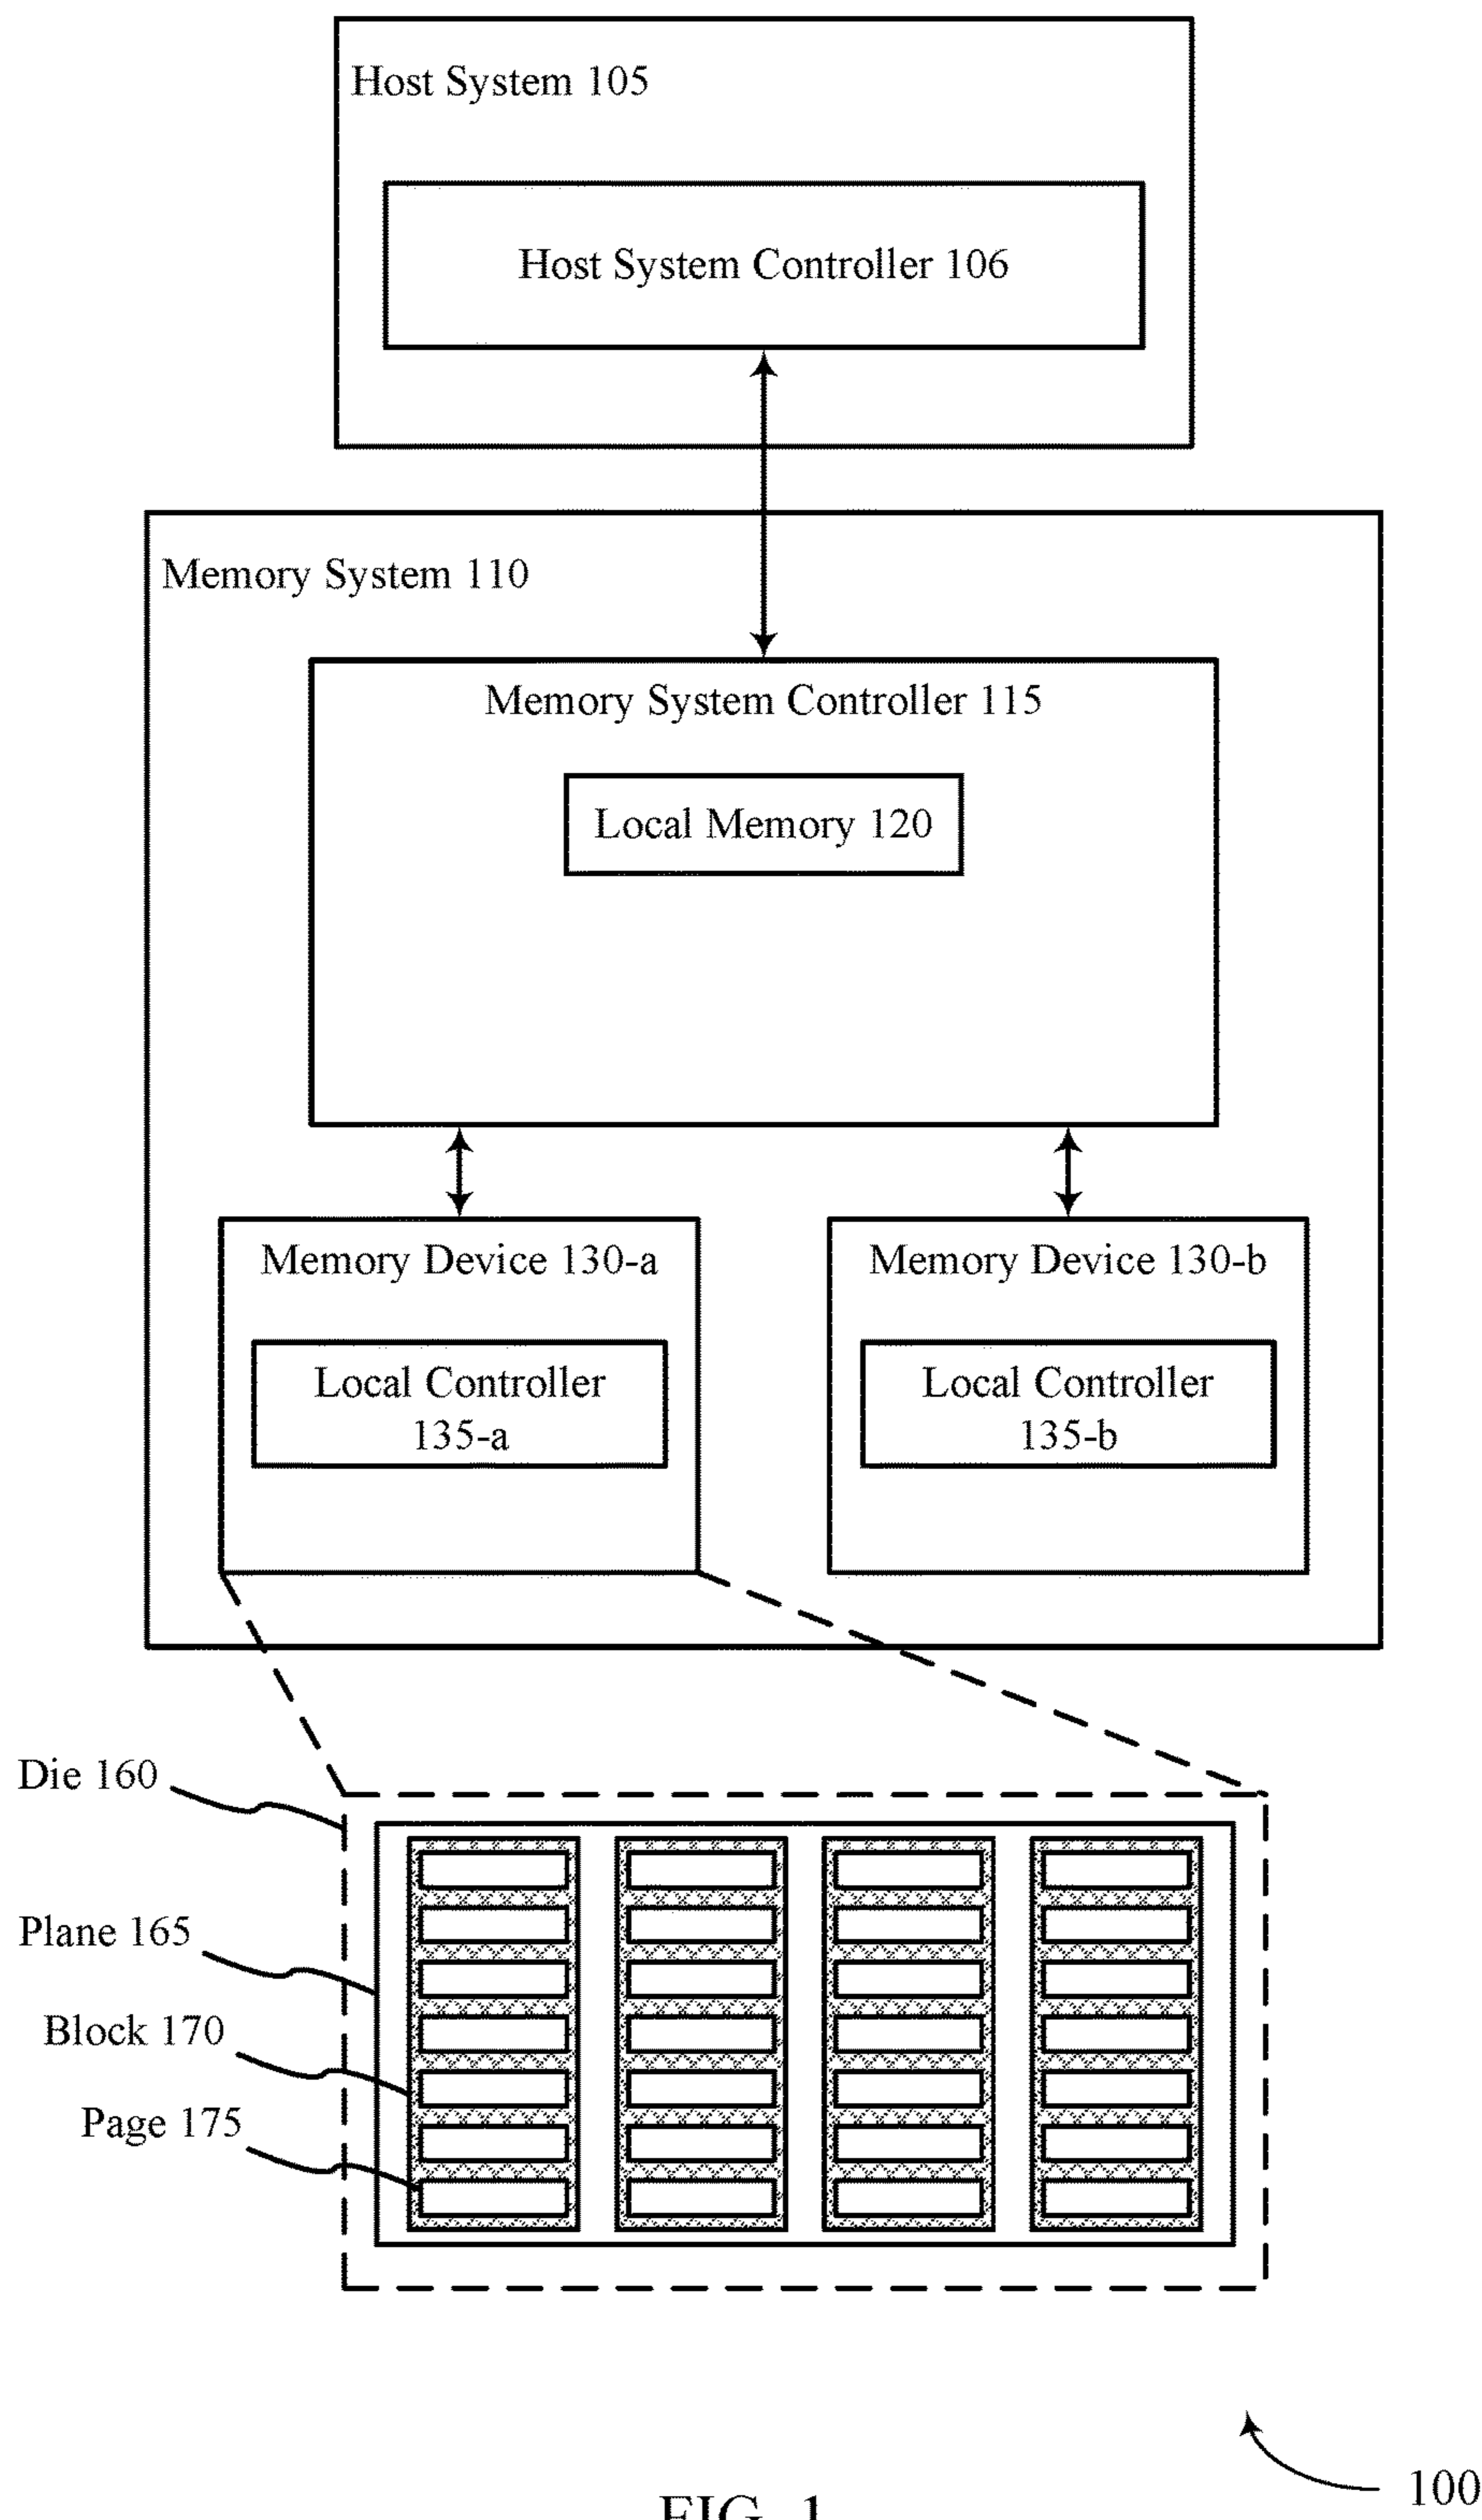 Host System 105
Host System Controller 106
Memory System 110
Memory System Controller 115
Local Memory 120
Memory Device 130-a
Memory Device 130-b
Local Controller
135-a
Local Controller
135-b
Die 160
Plane 165
Block 170
Page 175
100
FIG. 1